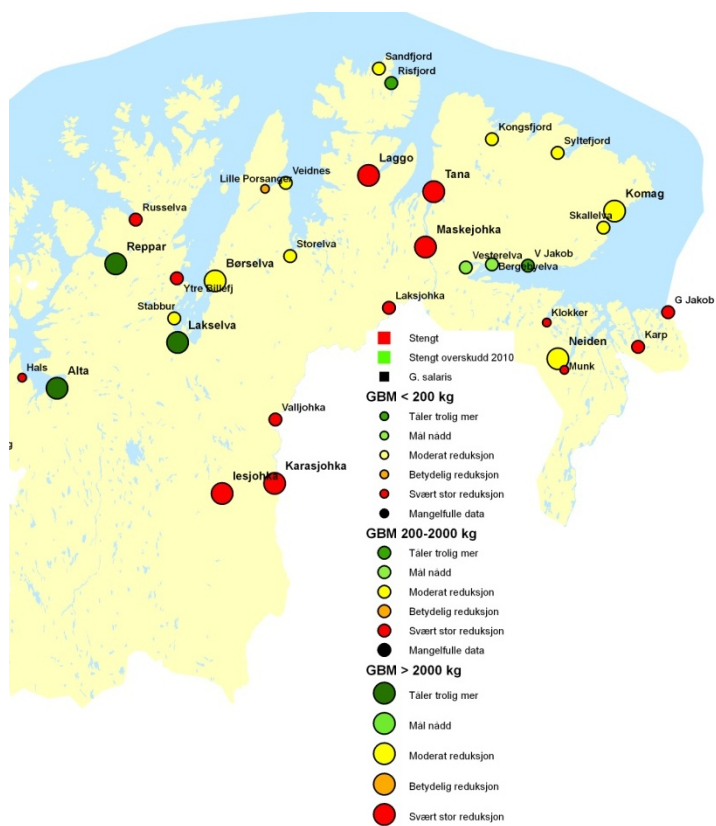 Sandfjord
Risfjord
Kongsfjord
Syltefjord
Laggo
Veidnes
Lille Porsanger
Tana
Komag
Russelva
Skallelva
Maskejohka
Reppar
Storelva
Vesterelva
V Jakob
Bergebyelva
Børselva
Ytre Billefj
Stabbur
Laksjohka
G Jakob
Klokker
Lakselva
Karp
Neiden
Munk
Hals
Alta
Valljohka
Iesjohka
Karasjohka
g
Stengt
Stengt overskudd 2010
G. salaris
GBM < 200 kg
Tåler trolig mer
Mål nådd
Moderat reduksjon
Betydelig reduksjon
Svært stor reduksjon
Mangelfulle data
GBM 200-2000 kg
Tåler trolig mer
Mål nådd
Moderat reduksjon
Betydelig reduksjon
Svært stor reduksjon
Mangelfulle data
GBM > 2000 kg
Tåler trolig mer
Mål nådd
Moderat reduksjon
Betydelig reduksjon
Svært stor reduksjon